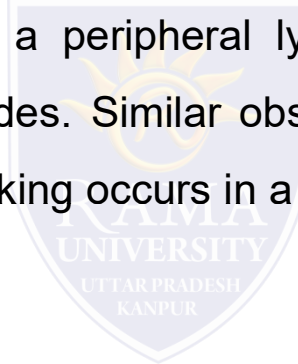 a peripheral ly
des. Similar obs
king occurs in a
RAMA
UNIVERSITY
UTTAR PRADESH
KANPUR